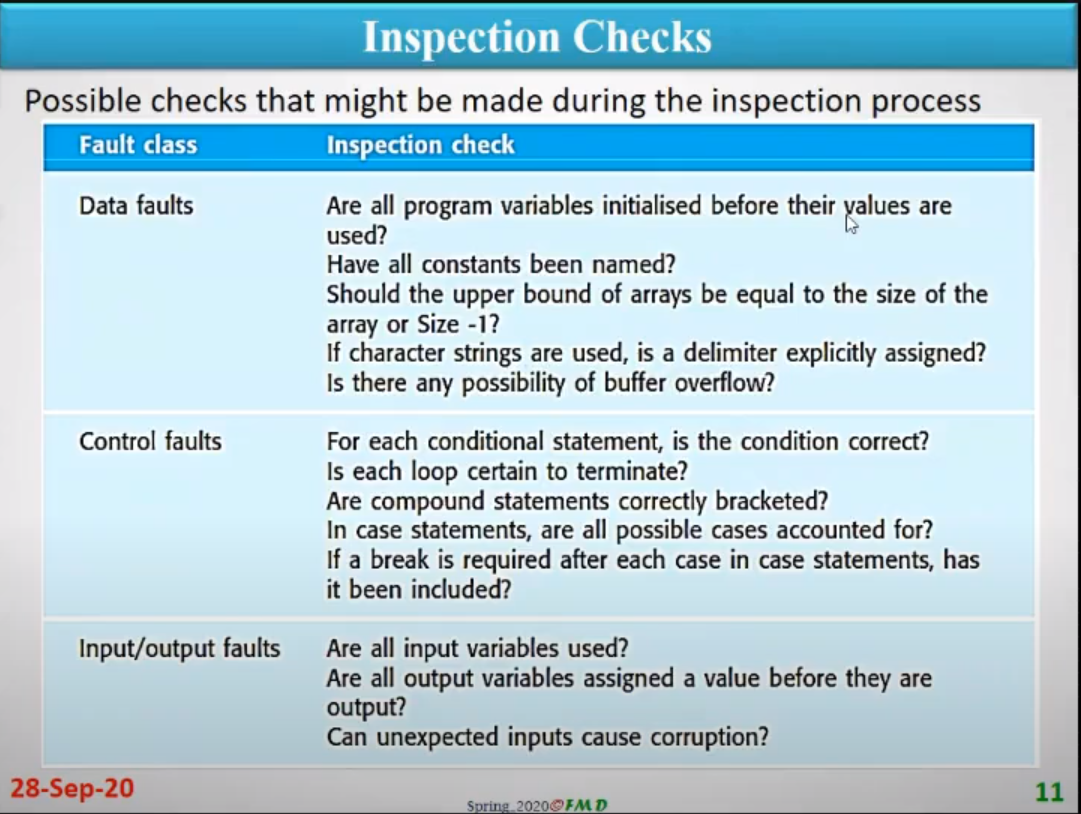 Inspection Checks
Possible checks that might be made during the inspection process
Fault class Inspection check
Data faults Are all program variables initialised before their values are
used?
Have all constants been named?
Should the upper bound of arrays be equal to the size of the
array or Size -1?
If character strings are used, is a delimiter explicitly assigned?
Is there any possibility of buffer overflow?
Control faults For each conditional statement, is the condition correct?
Is each loop certain to terminate?
Are compound statements correctly bracketed?
In case statements, are all possible cases accounted for?
If a break is required after each case in case statements, has
it been included?
Input/output faults Are all input variables used?
Are all output variables assigned a value before they are
output?
Can unexpected inputs cause corruption?
28-Sep-20
Spring_2020©FMD
11